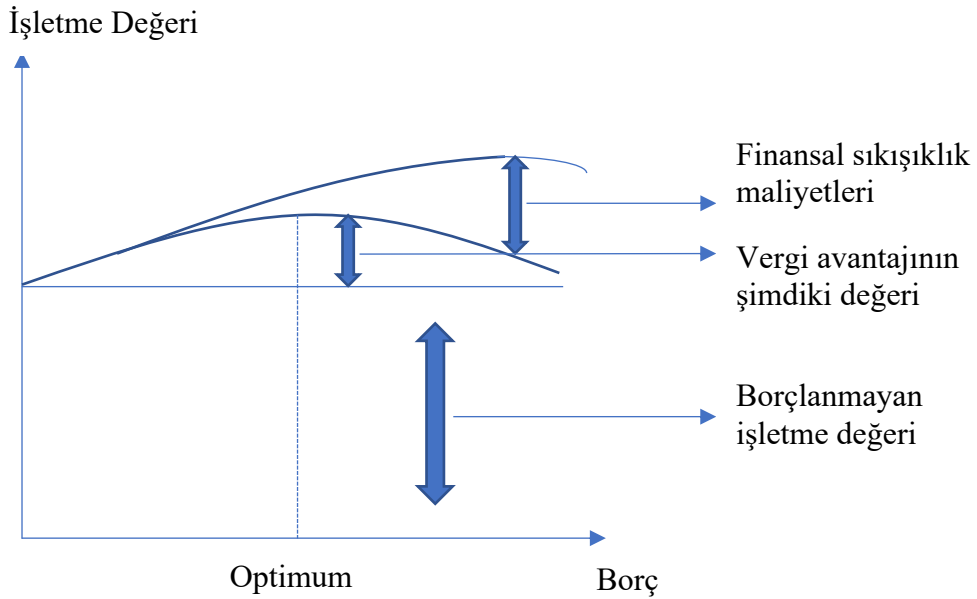 İşletme Değeri
Finansal sıkışıklık
maliyetleri
Vergi avantajının
şimdiki değeri
Borçlanmayan
işletme değeri
Optimum
Borç